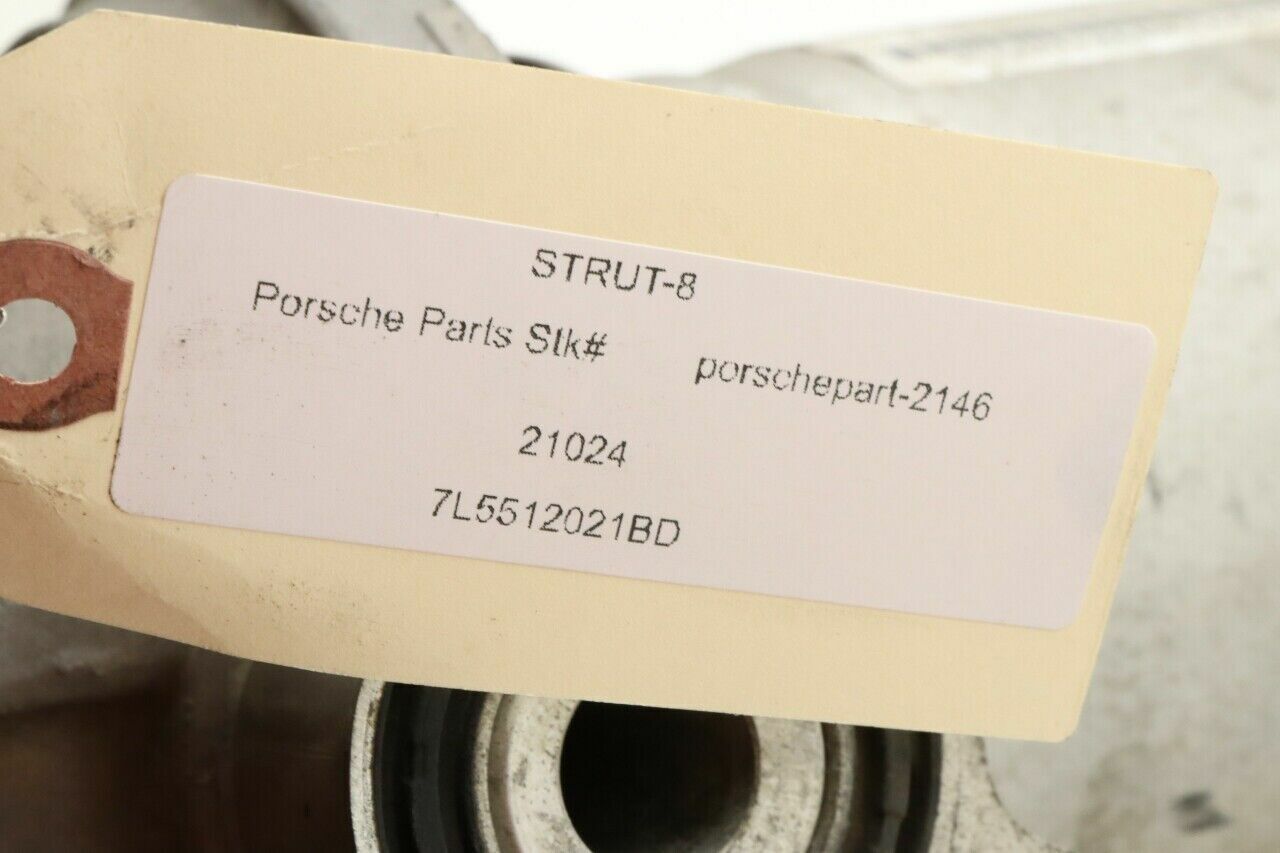 STRUT-8
Porsche Parts Stk# porschepart-2146
21024
7L5512021BD